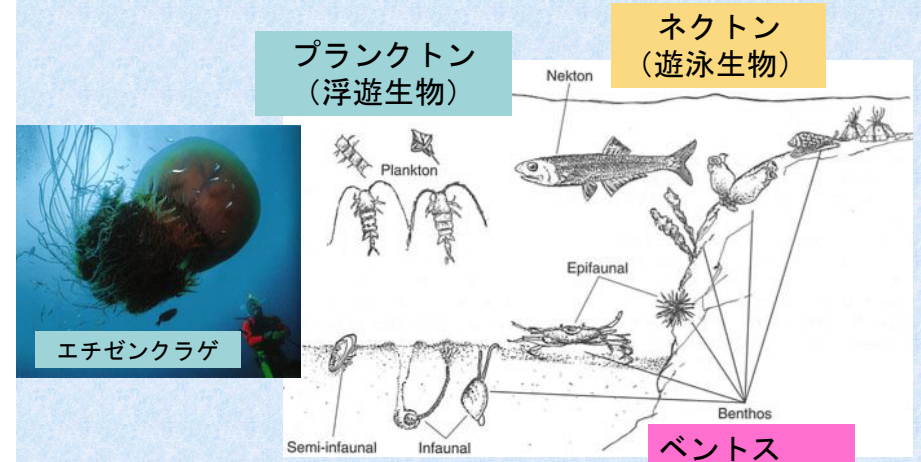 プランクトン
（浮遊生物）
ネクトン
（遊泳生物）
Nekton
Plankton
Epifaunal
エチゼンクラゲ
Benthos
Semi-infaunal
Infaunal
ベントス